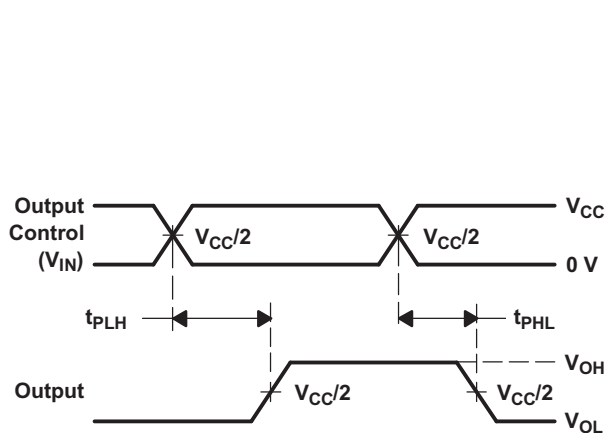 Output
Control
(VIN)
VCC/2
VCC/2
VCC
0 V
tPLH
tPHL
Output
VCC/2
VCC/2
VOH
VOL